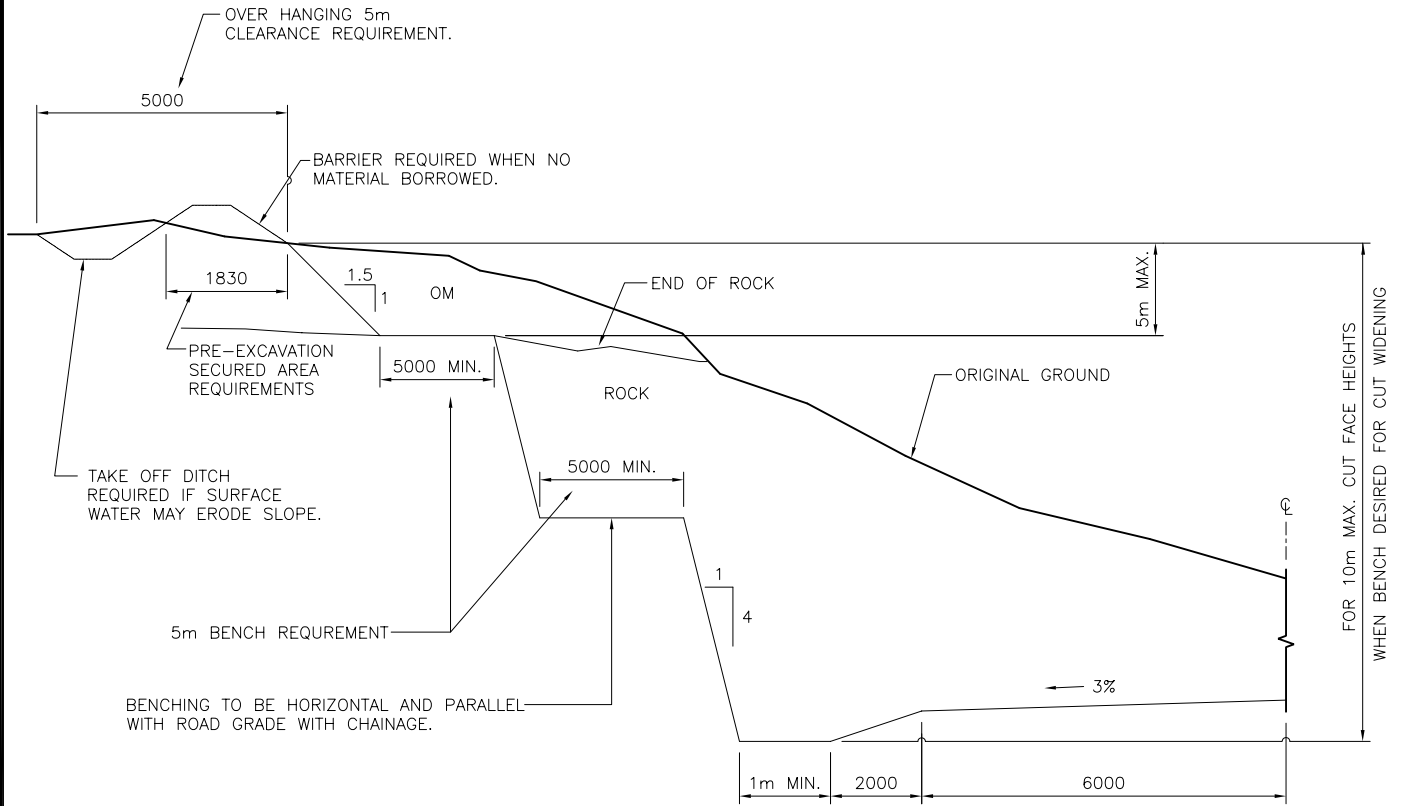 OVER HANGING 5m
CLEARANCE REQUIREMENT.
5000
BARRIER REQUIRED WHEN NO
MATERIAL BORROWED.
1830
1.5
1
OM
END OF ROCK
5m MAX.
PRE-EXCAVATION
SECURED AREA
REQUIREMENTS
5000 MIN.
ROCK
ORIGINAL GROUND
FOR 10m MAX. CUT FACE HEIGHTS
WHEN BENCH DESIRED FOR CUT WIDENING
TAKE OFF DITCH
REQUIRED IF SURFACE
WATER MAY ERODE SLOPE.
5000 MIN.
℄
1
4
5m BENCH REQUREMENT
BENCHING TO BE HORIZONTAL AND PARALLEL
WITH ROAD GRADE WITH CHAINAGE.
3%
1m MIN.
2000
6000